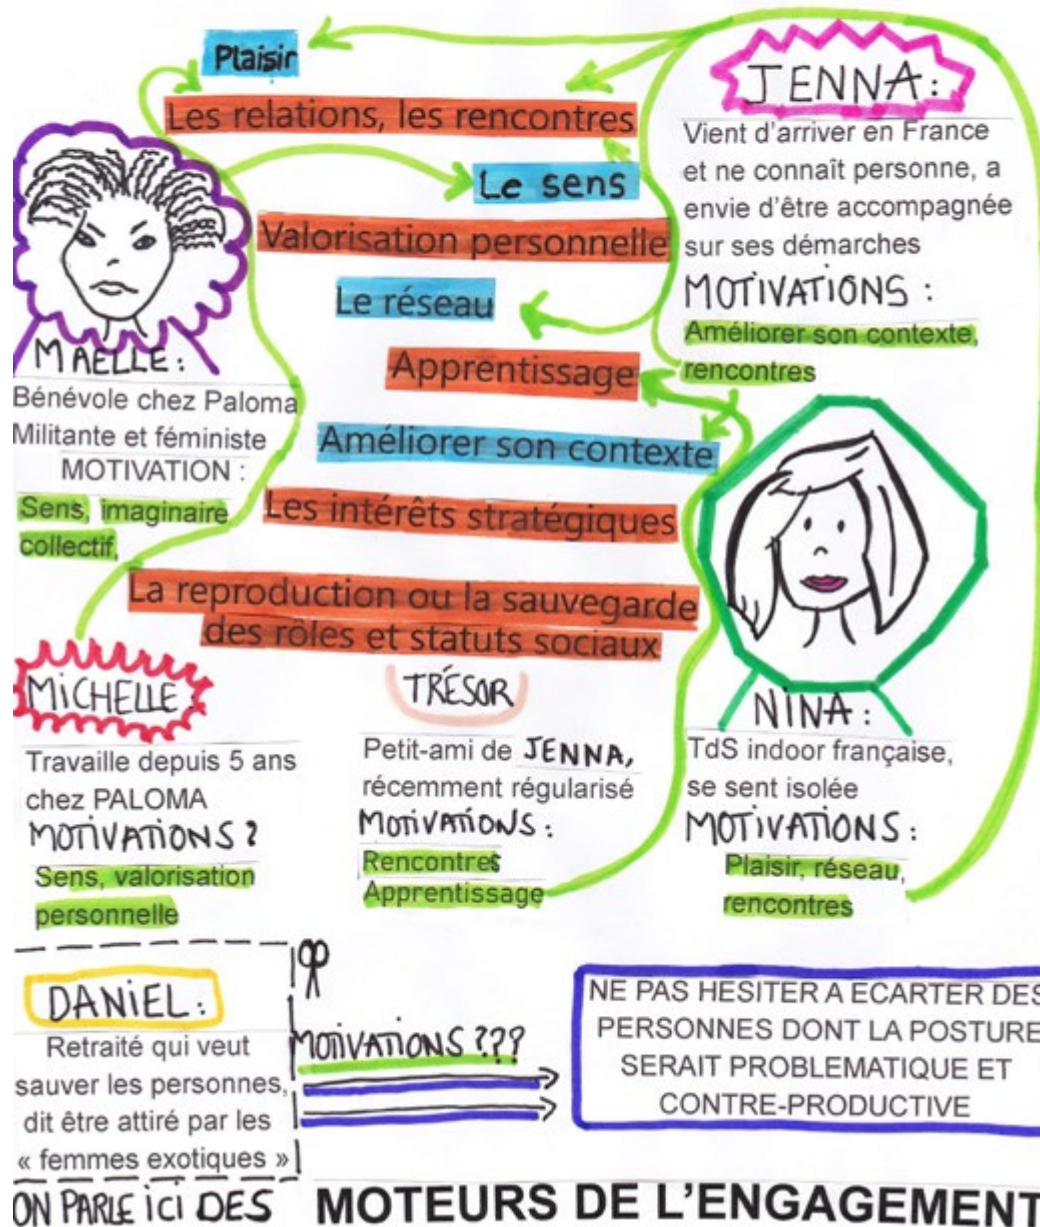 Plaisir
Les relations, les rencontres
Le sens
Valorisation personnelle
Le réseau
Apprentissage
Améliorer son contexte
Les intérêts stratégiques
La reproduction ou la sauvegarde
des rôles et statuts sociaux
JENNA:
Vient d'arriver en France
et ne connaît personne, a
envie d'être accompagnée
sur ses démarches
MOTIVATIONS :
Améliorer son contexte,
rencontres
MAELLE:
Bénévole chez Paloma
Militante et féministe
MOTIVATION :
Sens, imaginaire
collectif,
MICHELLE:
Travaille depuis 5 ans
chez PALOMA
MOTIVATIONS ?
Sens, valorisation
personnelle
TRÉSOR
Petit-ami de JENNA,
récemment régularisé
MOTIVATIONS:
Rencontres
Apprentissage
NINA:
TdS indoor française,
se sent isolée
MOTIVATIONS:
Plaisir, réseau,
rencontres
DANIEL:
Retraité qui veut
sauver les personnes,
dit être attiré par les
« femmes exotiques »
MOTIVATIONS ???
NE PAS HESITER A ECARTER DES
PERSONNES DONT LA POSTURE
SERAIT PROBLEMATIQUE ET
CONTRE-PRODUCTIVE
ON PARLE ICI DES MOTEURS DE L'ENGAGEMENT